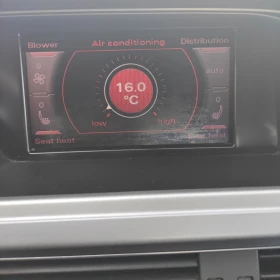 Blower Air conditioning Distribution
auto
16.0
°C
low high
Seat heat